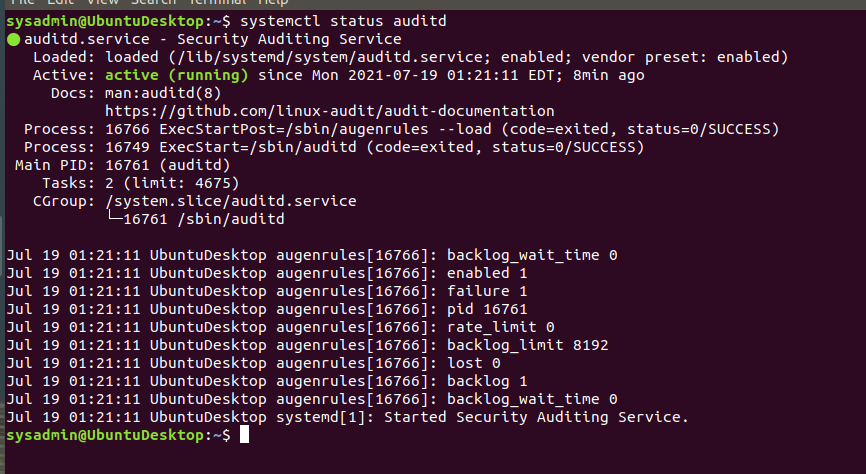 File Edit View Search Terminal Help
sysadmin@UbuntuDesktop:~$ systemctl status auditd
● auditd.service - Security Auditing Service
   Loaded: loaded (/lib/systemd/system/auditd.service; enabled; vendor preset: enabled)
   Active: active (running) since Mon 2021-07-19 01:21:11 EDT; 8min ago
     Docs: man:auditd(8)
           https://github.com/linux-audit/audit-documentation
  Process: 16766 ExecStartPost=/sbin/augenrules --load (code=exited, status=0/SUCCESS)
  Process: 16749 ExecStart=/sbin/auditd (code=exited, status=0/SUCCESS)
 Main PID: 16761 (auditd)
    Tasks: 2 (limit: 4675)
   CGroup: /system.slice/auditd.service
           └─16761 /sbin/auditd

Jul 19 01:21:11 UbuntuDesktop augenrules[16766]: backlog_wait_time 0
Jul 19 01:21:11 UbuntuDesktop augenrules[16766]: enabled 1
Jul 19 01:21:11 UbuntuDesktop augenrules[16766]: failure 1
Jul 19 01:21:11 UbuntuDesktop augenrules[16766]: pid 16761
Jul 19 01:21:11 UbuntuDesktop augenrules[16766]: rate_limit 0
Jul 19 01:21:11 UbuntuDesktop augenrules[16766]: backlog_limit 8192
Jul 19 01:21:11 UbuntuDesktop augenrules[16766]: lost 0
Jul 19 01:21:11 UbuntuDesktop augenrules[16766]: backlog 1
Jul 19 01:21:11 UbuntuDesktop augenrules[16766]: backlog_wait_time 0
Jul 19 01:21:11 UbuntuDesktop systemd[1]: Started Security Auditing Service.
sysadmin@UbuntuDesktop:~$